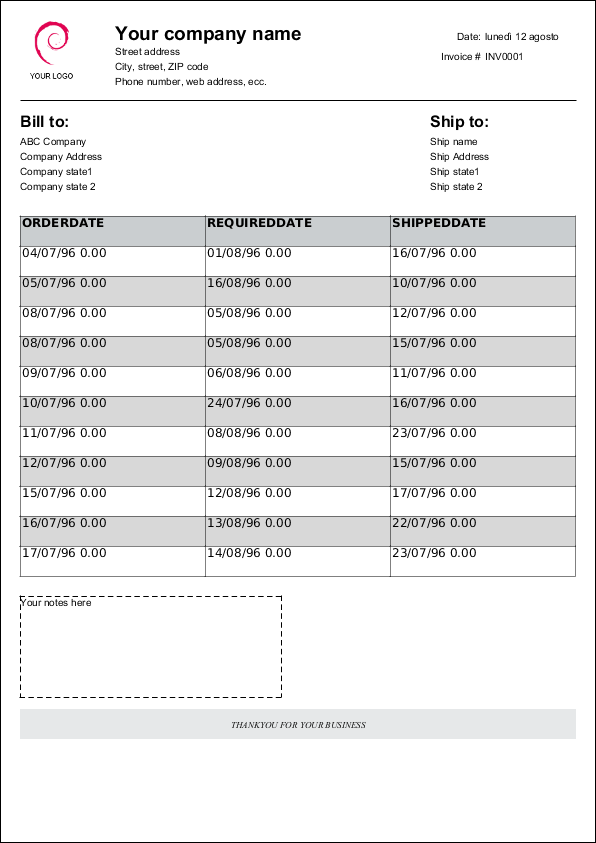 Your company name
Street address
City, street, ZIP code
Phone number, web address, ecc.
Date: lunedì 12 agosto
Invoice # INV0001
YOUR LOGO
Bill to:
ABC Company
Company Address
Company state1
Company state 2
Ship to:
Ship name
Ship Address
Ship state1
Ship state 2
ORDERDATE REQUIREDDATE SHIPPEDDATE
04/07/96 0.00 01/08/96 0.00 16/07/96 0.00
05/07/96 0.00 16/08/96 0.00 10/07/96 0.00
08/07/96 0.00 05/08/96 0.00 12/07/96 0.00
08/07/96 0.00 05/08/96 0.00 15/07/96 0.00
09/07/96 0.00 06/08/96 0.00 11/07/96 0.00
10/07/96 0.00 24/07/96 0.00 16/07/96 0.00
11/07/96 0.00 08/08/96 0.00 23/07/96 0.00
12/07/96 0.00 09/08/96 0.00 15/07/96 0.00
15/07/96 0.00 12/08/96 0.00 17/07/96 0.00
16/07/96 0.00 13/08/96 0.00 22/07/96 0.00
17/07/96 0.00 14/08/96 0.00 23/07/96 0.00
Your notes here
THANKYOU FOR YOUR BUSINESS